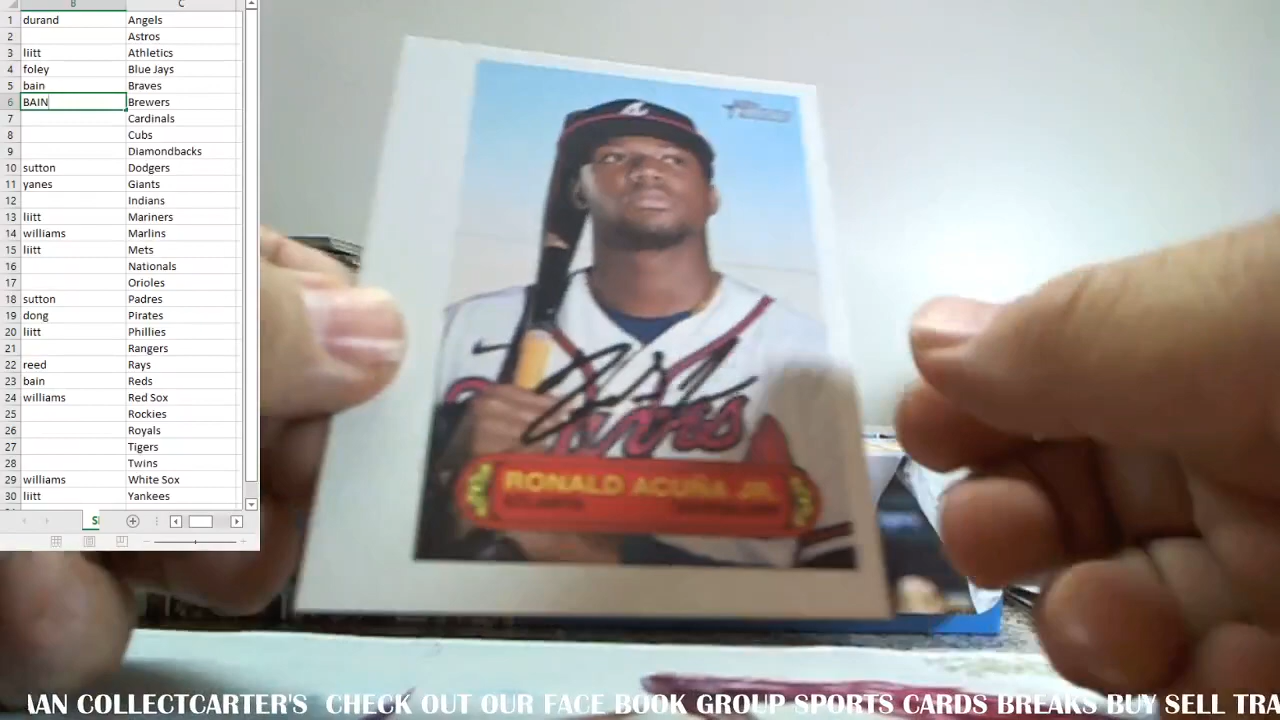 B C
1 durand Angels
2 Astros
3 liitt Athletics
4 foley Blue Jays
5 bain Braves
6 BAIN Brewers
7 Cardinals
8 Cubs
9 Diamondbacks
10 sutton Dodgers
11 yanes Giants
12 Indians
13 liitt Mariners
14 williams Marlins
15 liitt Mets
16 Nationals
17 Orioles
18 sutton Padres
19 dong Pirates
20 liitt Phillies
21 Rangers
22 reed Rays
23 bain Reds
24 williams Red Sox
25 Rockies
26 Royals
27 Tigers
28 Twins
29 williams White Sox
30 liitt Yankees
A
RONALD ACUÑA JR.
AN COLLECTCARTER'S CHECK OUT OUR FACE BOOK GROUP SPORTS CARDS BREAKS BUY SELL TRA